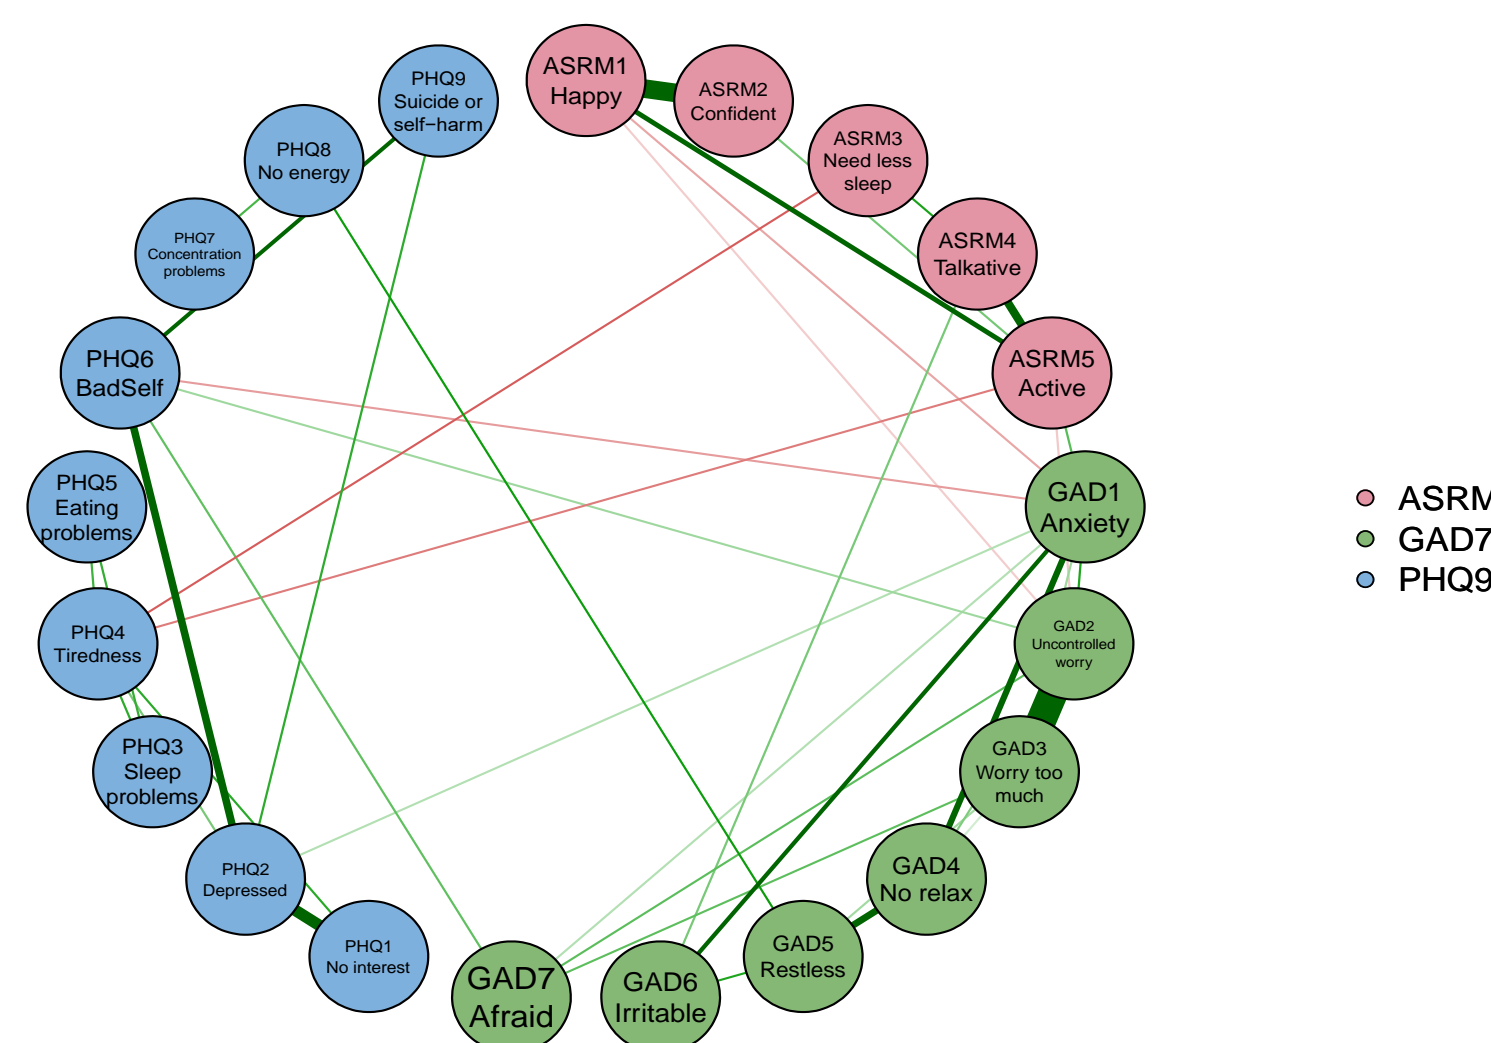 ASRM1
Happy
ASRM2
Confident
ASRM3
Need less
sleep
ASRM4
Talkative
ASRM5
Active
GAD1
Anxiety
GAD2
Uncontrolled
worry
GAD3
Worry too
much
GAD4
No relax
GAD5
Restless
GAD6
Irritable
GAD7
Afraid
PHQ1
No interest
PHQ2
Depressed
PHQ3
Sleep
problems
PHQ4
Tiredness
PHQ5
Eating
problems
PHQ6
BadSelf
PHQ7
Concentration
problems
PHQ8
No energy
PHQ9
Suicide or
self−harm
ASRM
GAD7
PHQ9